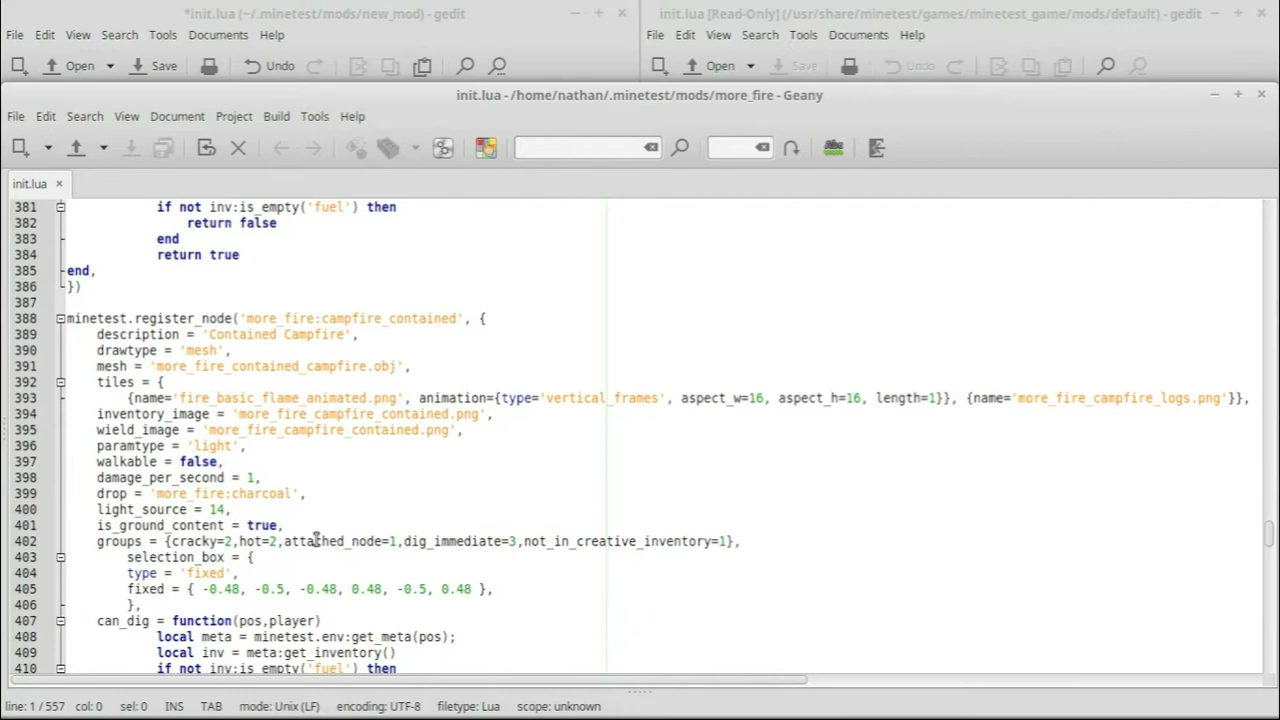 *init.lua (~/.minetest/mods/new_mod) - gedit
init.lua [Read-Only] (/usr/share/minetest/games/minetest_game/mods/default) - gedit
File Edit View Search Tools Documents Help
File Edit View Search Tools Documents Help
Open Save Undo
Open Save Undo
init.lua - /home/nathan/.minetest/mods/more_fire - Geany
File Edit Search View Document Project Build Tools Help
Abc
init.lua
381 if not inv:is_empty('fuel') then
382 return false
383 end
384 return true
385 end,
386 })
387
388 minetest.register_node('more_fire:campfire_contained', {
389 description = 'Contained Campfire',
390 drawtype = 'mesh',
391 mesh = 'more_fire_contained_campfire.obj',
392 tiles = {
393 {name='fire_basic_flame_animated.png', animation={type='vertical_frames', aspect_w=16, aspect_h=16, length=1}}, {name='more_fire_campfire_logs.png'}},
394 inventory_image = 'more_fire_campfire_contained.png',
395 wield_image = 'more_fire_campfire_contained.png',
396 paramtype = 'light',
397 walkable = false,
398 damage_per_second = 1,
399 drop = 'more_fire:charcoal',
400 light_source = 14,
401 is_ground_content = true,
402 groups = {cracky=2,hot=2,attached_node=1,dig_immediate=3,not_in_creative_inventory=1},
403 selection_box = {
404 type = 'fixed',
405 fixed = { -0.48, -0.5, -0.48, 0.48, -0.5, 0.48 },
406 },
407 can_dig = function(pos,player)
408 local meta = minetest.env:get_meta(pos);
409 local inv = meta:get_inventory()
410 if not inv:is_empty('fuel') then
line: 1 / 557 col: 0 sel: 0 INS TAB mode: Unix (LF) encoding: UTF-8 filetype: Lua scope: unknown